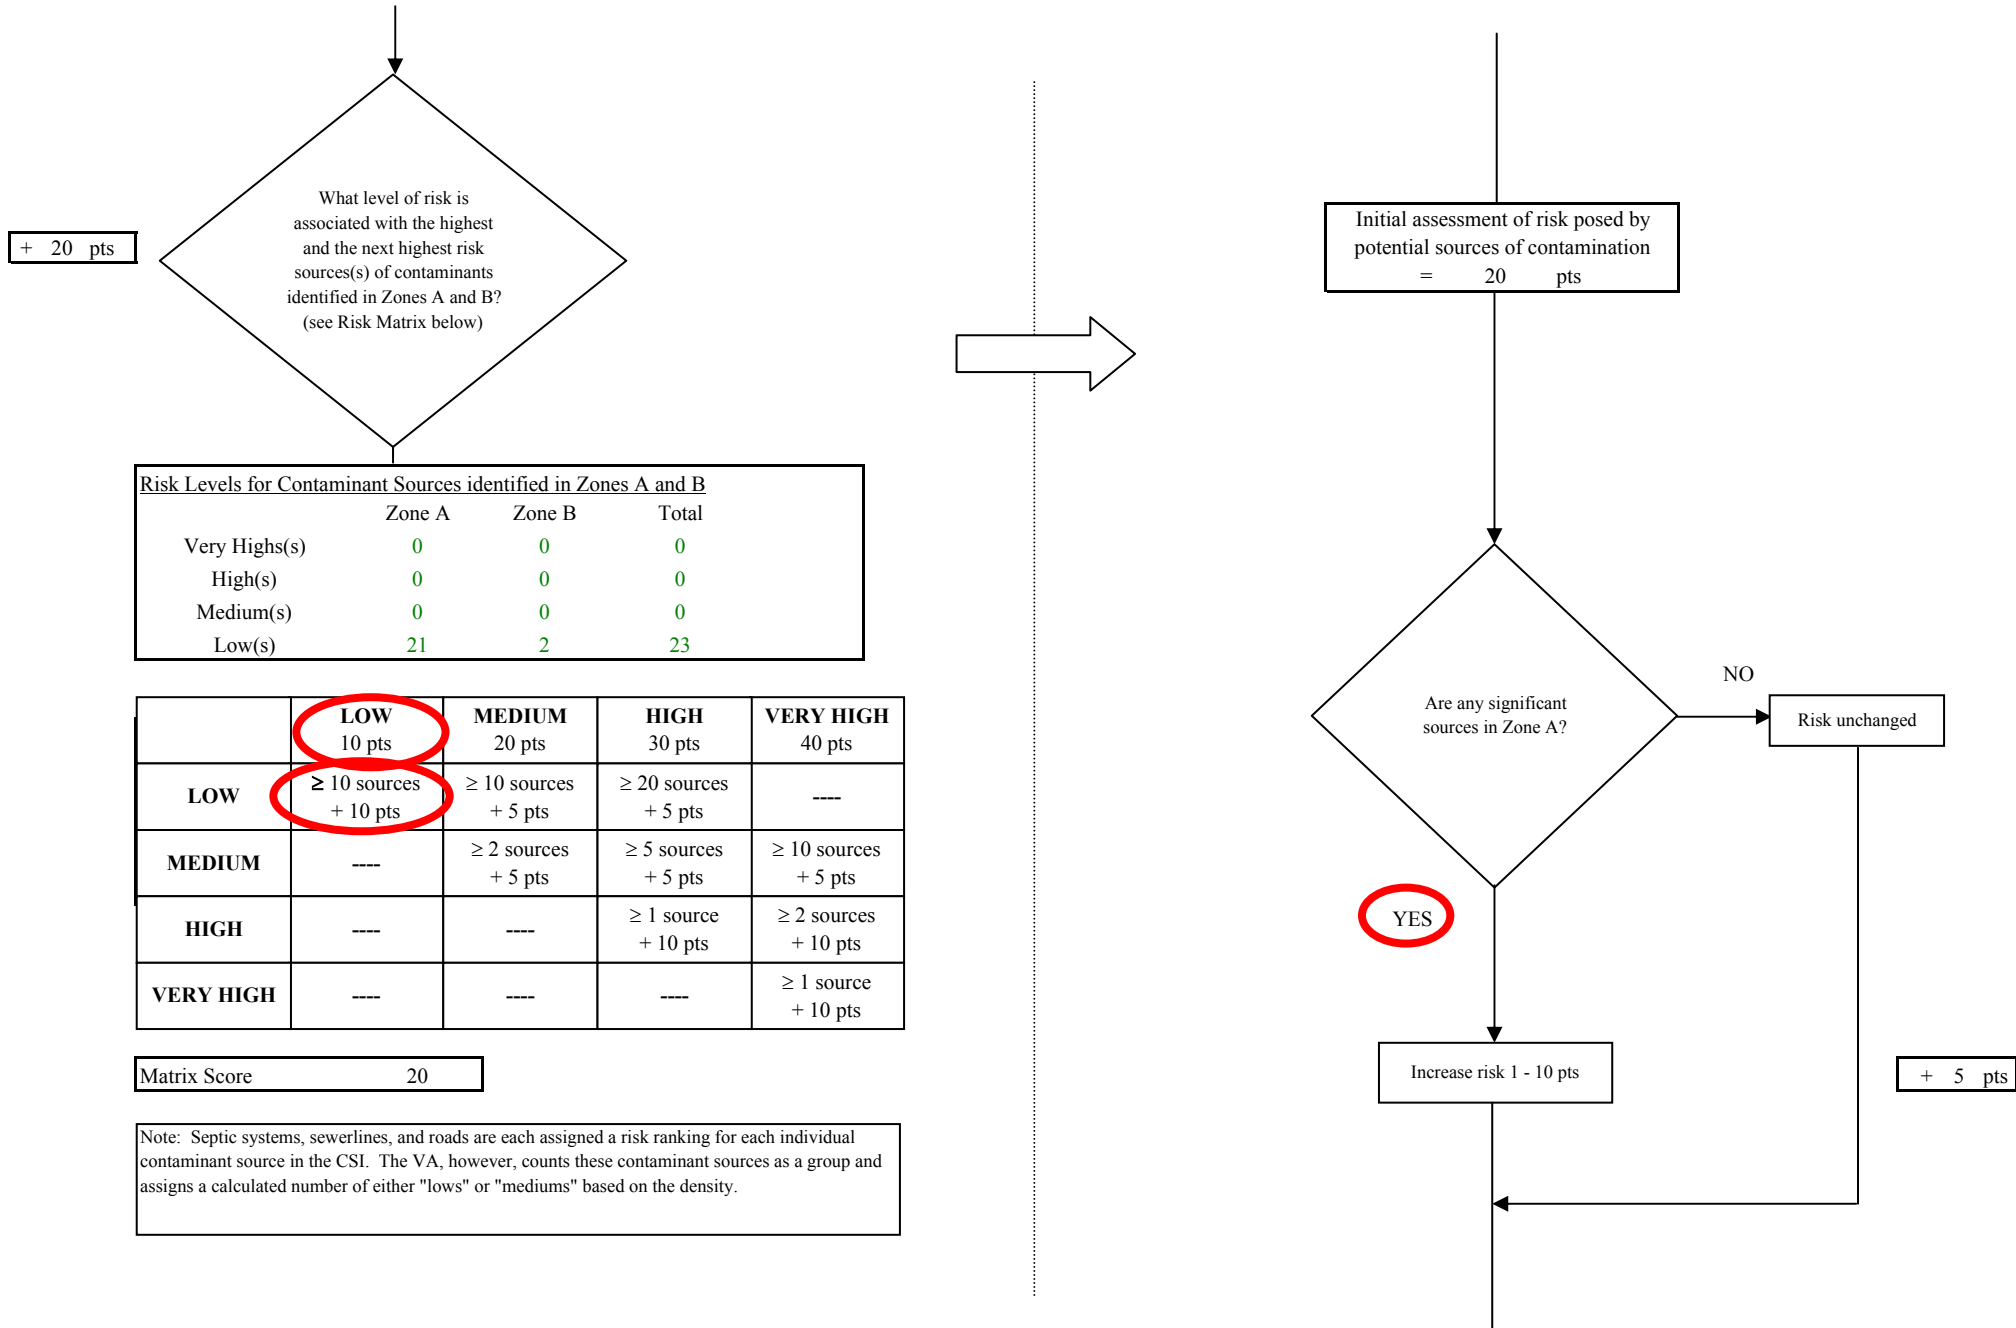 What level of risk is
associated with the highest
and the next highest risk
sources(s) of contaminants
identified in Zones A and B?
(see Risk Matrix below)
+ 20 pts
Risk Levels for Contaminant Sources identified in Zones A and B
Zone A Zone B Total
Very Highs(s) 0 0 0
High(s) 0 0 0
Medium(s) 0 0 0
Low(s) 21 2 23
LOW MEDIUM HIGH VERY HIGH
10 pts 20 pts 30 pts 40 pts
LOW ≥ 10 sources ≥ 10 sources ≥ 20 sources ----
+ 10 pts + 5 pts + 5 pts
MEDIUM ---- ≥ 2 sources ≥ 5 sources ≥ 10 sources
+ 5 pts + 5 pts + 5 pts
HIGH ---- ---- ≥ 1 source ≥ 2 sources
+ 10 pts + 10 pts
VERY HIGH ---- ---- ---- ≥ 1 source
+ 10 pts
Matrix Score 20
Note: Septic systems, sewerlines, and roads are each assigned a risk ranking for each individual
contaminant source in the CSI. The VA, however, counts these contaminant sources as a group and
assigns a calculated number of either "lows" or "mediums" based on the density.
Initial assessment of risk posed by
potential sources of contamination
= 20 pts
Are any significant
sources in Zone A?
NO
Risk unchanged
YES
Increase risk 1 - 10 pts
+ 5 pts